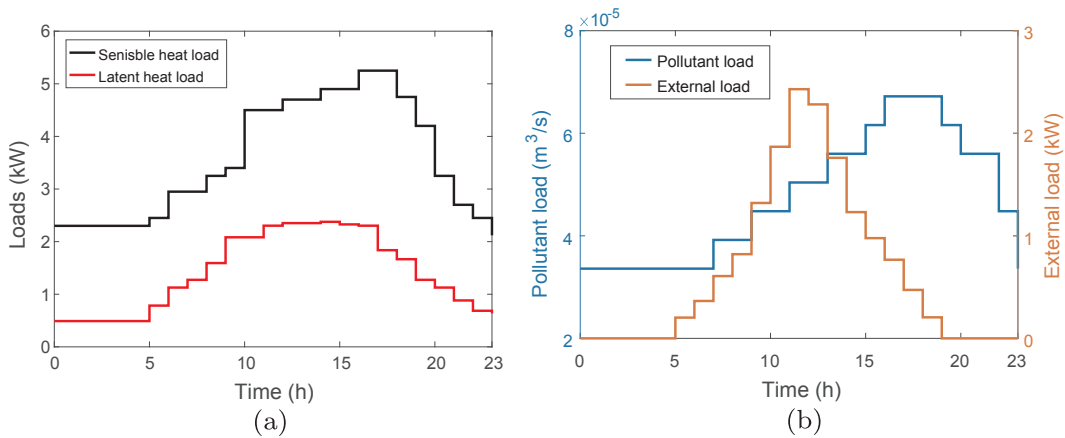 6
5
4
3
2
1
0
Loads (kW)
Senisble heat load
Latent heat load
0
5
10
15
20
23
Time (h)
(a)
×10⁻⁵
8
6
4
2
Pollutant load (m³/s)
Pollutant load
External load
3
2
1
0
External load (kW)
0
5
10
15
20
23
Time (h)
(b)